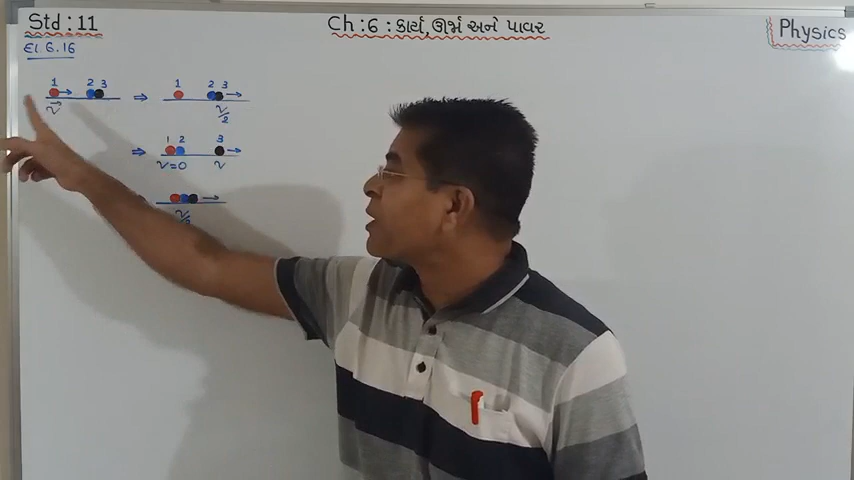 Std : 11
Ch : 6 : કાર્ય, ઊર્જા અને પાવર
Physics
દા 6.16
1 2 3 ⇒ 1 2 3
v v/2
⇒ 1 2 3
v=0 v